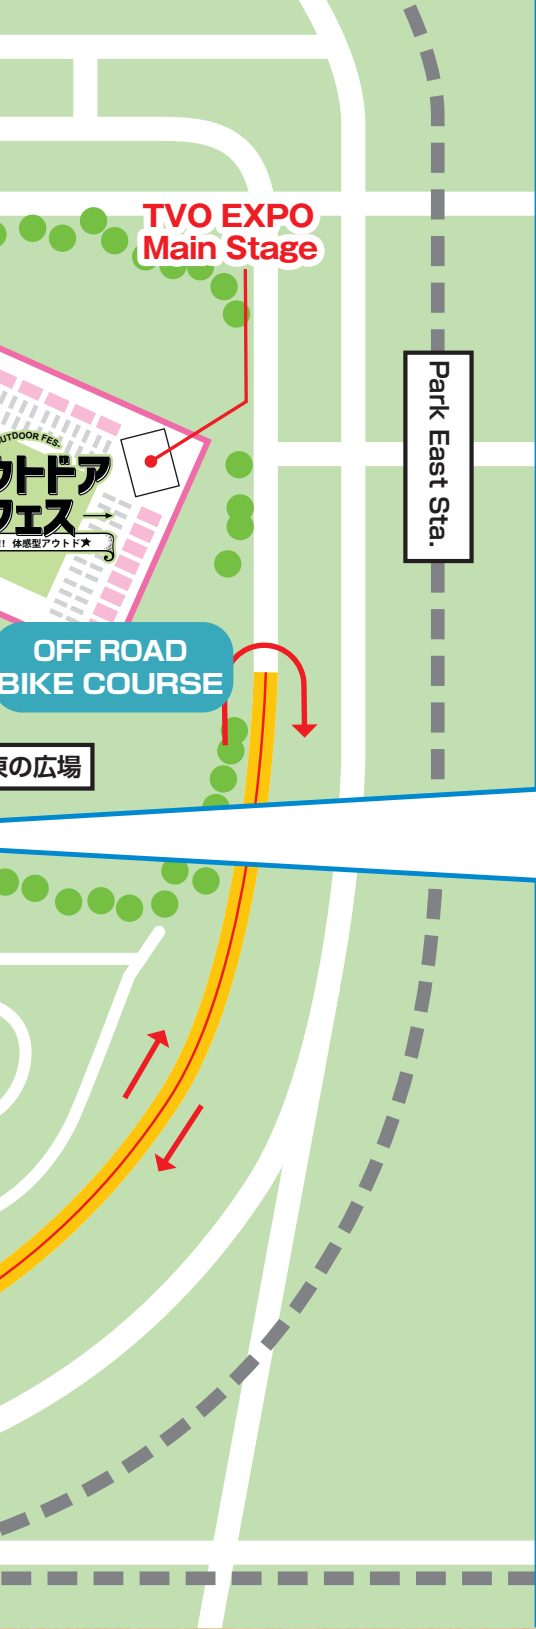 TVO EXPO
Main Stage
Park East Sta.
UTDOOR FES.
ウトドア
フェス
!! 体感型アウトド★
OFF ROAD
BIKE COURSE
東の広場